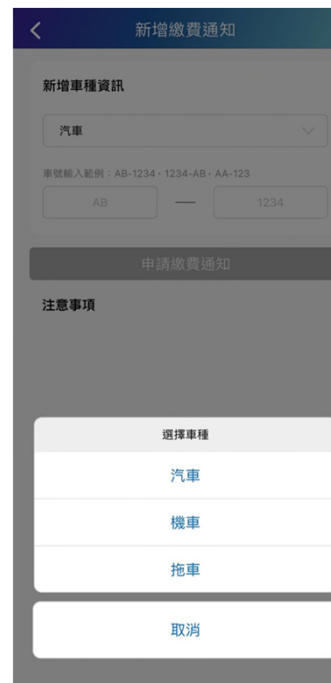 新增繳費通知
新增車種資訊
汽車
車號輸入範例：AB-1234、1234-AB、AA-123
AB — 1234
申請繳費通知
注意事項
選擇車種
汽車
機車
拖車
取消